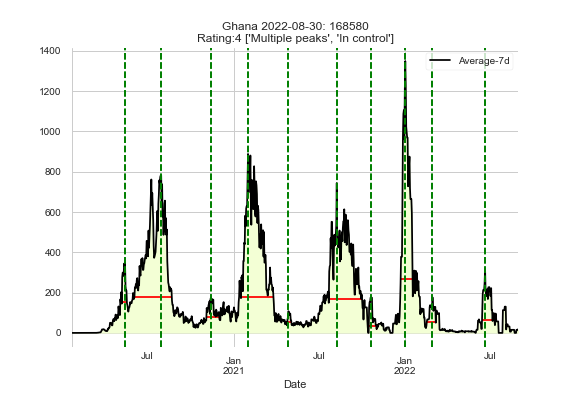 Ghana 2022-08-30: 168580
Rating:4 ['Multiple peaks', 'In control']
1400
1200
1000
800
600
400
200
0
Average-7d
Jul
Jan
2021
Jul
Jan
2022
Jul
Date